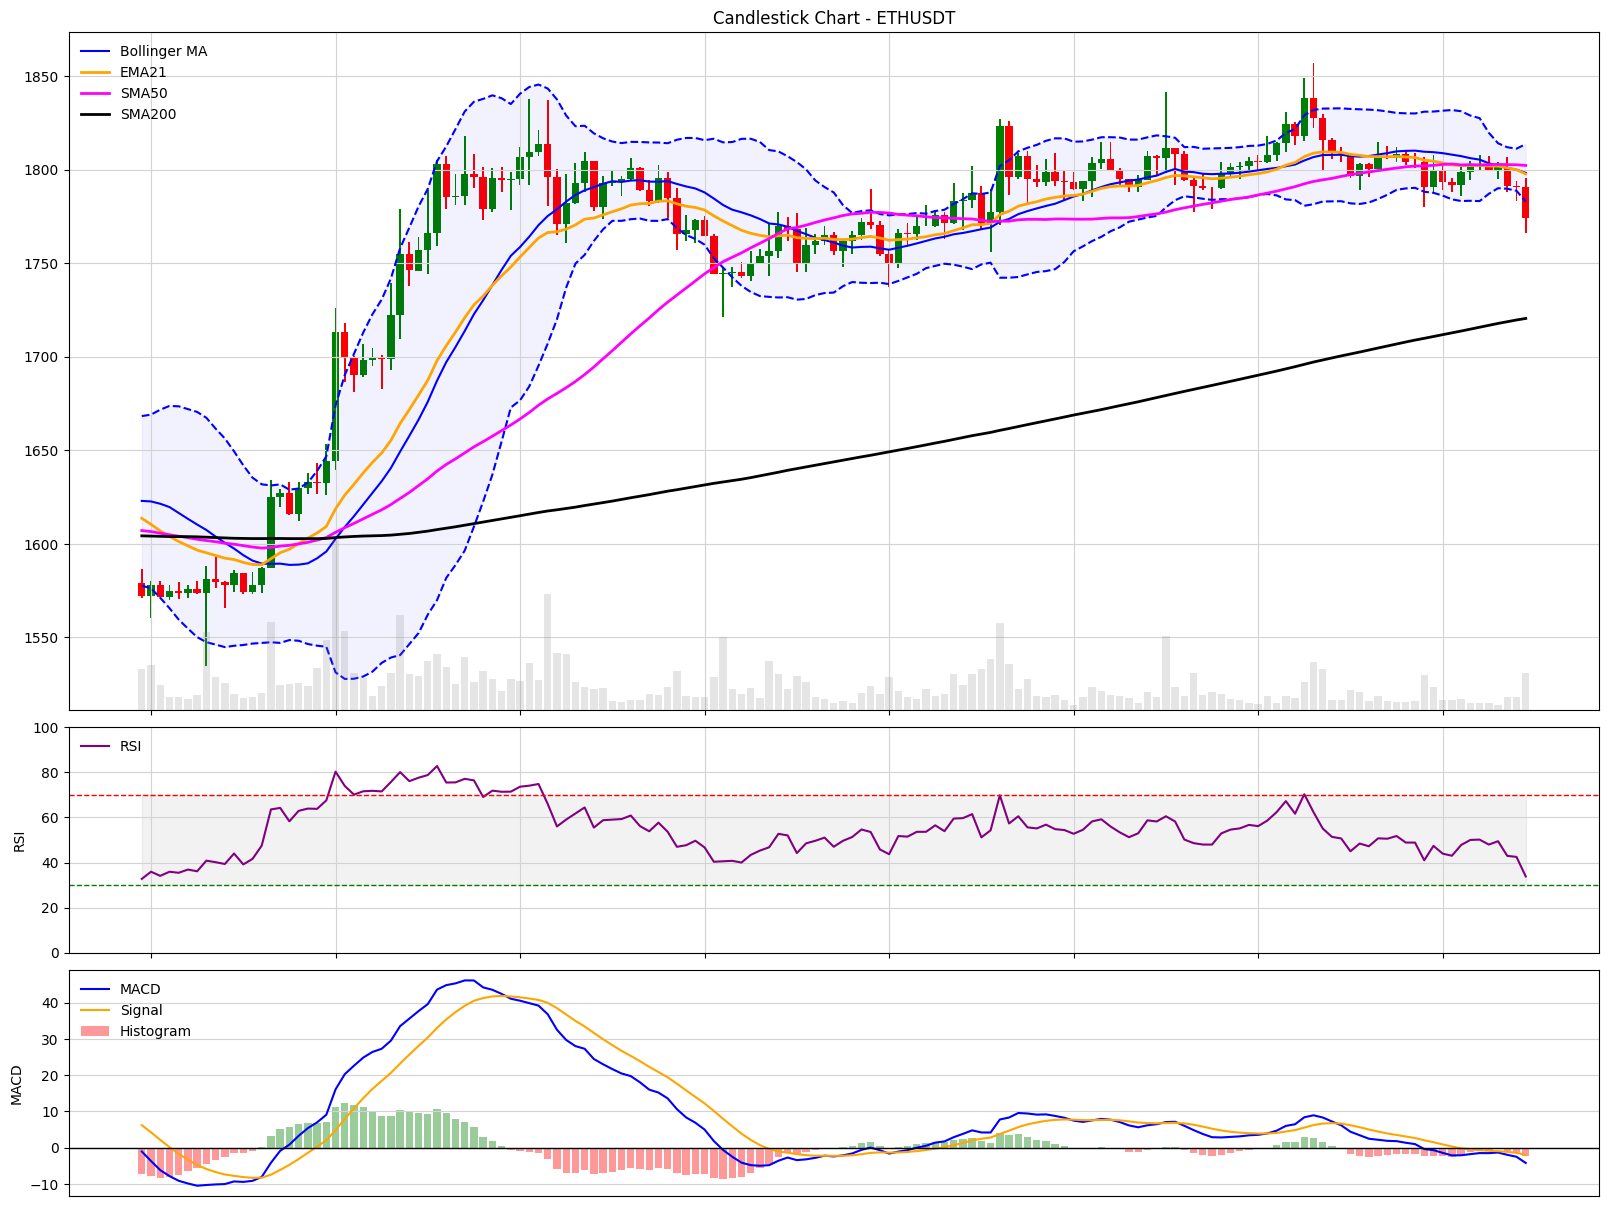 Candlestick Chart - ETHUSDT
Bollinger MA
EMA21
SMA50
SMA200
1850
1800
1750
1700
1650
1600
1550
100
80
60
40
20
0
RSI
RSI
40
30
20
10
0
−10
MACD
MACD
Signal
Histogram